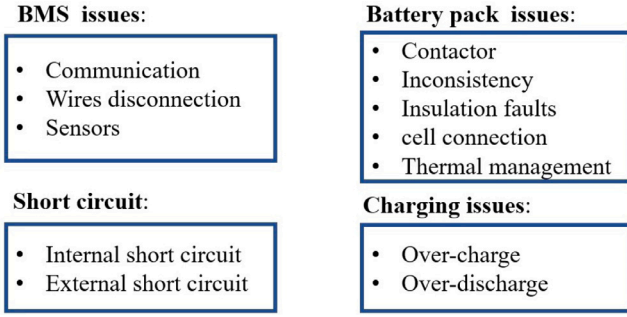 BMS issues:
• Communication
• Wires disconnection
• Sensors
Battery pack issues:
• Contactor
• Inconsistency
• Insulation faults
• cell connection
• Thermal management
Short circuit:
• Internal short circuit
• External short circuit
Charging issues:
• Over-charge
• Over-discharge